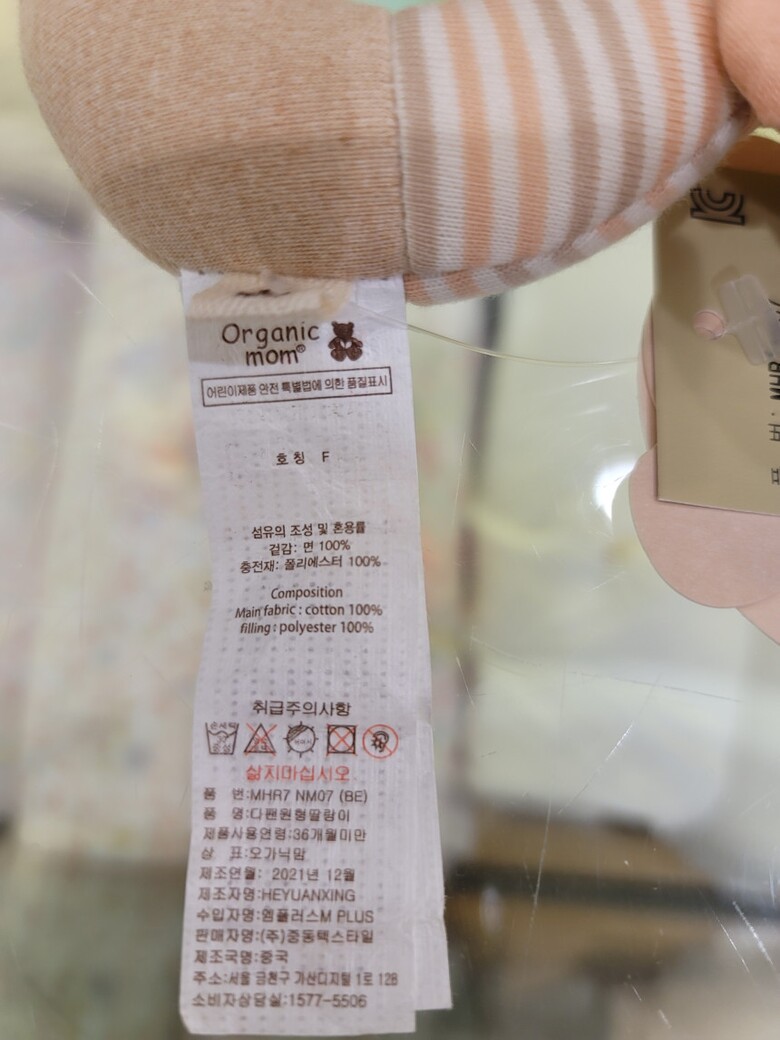 Organic
mom®
어린이제품 안전 특별법에 의한 품질표시
호칭 F
섬유의 조성 및 혼용률
겉감: 면 100%
충전재: 폴리에스터 100%
Composition
Main fabric : cotton 100%
filling : polyester 100%
취급주의사항
삶지마십시오
품 번:MHR7 NM07 (BE)
품 명:다팬원형딸랑이
제품사용연령:36개월미만
상 표:오가닉맘
제조연월: 2021년 12월
제조자명:HEYUANXING
수입자명:엠플러스M PLUS
판매자명:(주)중동텍스타일
제조국명:중국
주소:서울 금천구 가산디지털 1로 128
소비자상담실:1577-5506